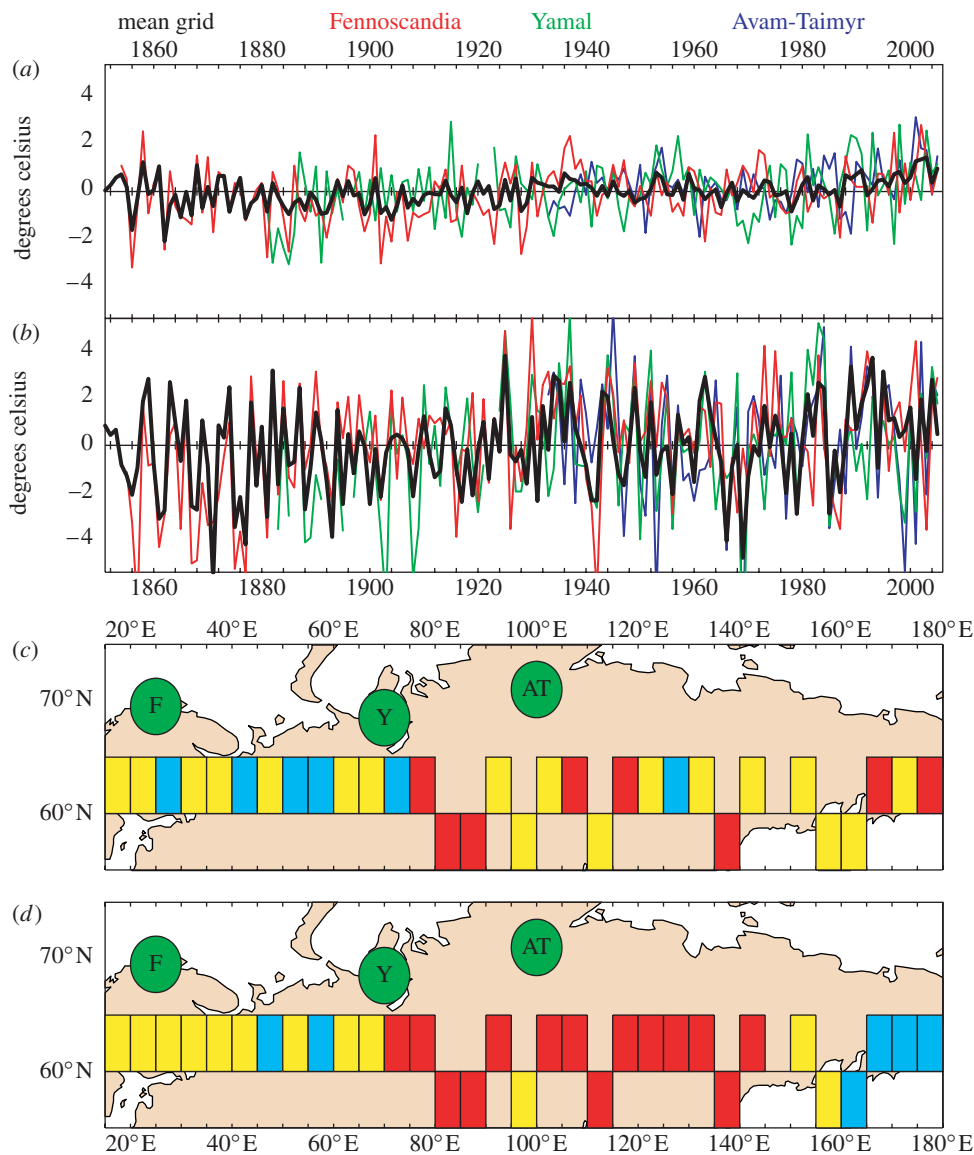 mean grid Fennoscandia Yamal Avam-Taimyr
1860 1880 1900 1920 1940 1960 1980 2000
(a)
degrees celsius
4
2
0
−2
−4
(b)
degrees celsius
4
2
0
−2
−4
1860 1880 1900 1920 1940 1960 1980 2000
20°E 40°E 60°E 80°E 100°E 120°E 140°E 160°E 180°E
(c)
70°N
60°N
F Y AT
(d)
70°N
60°N
F Y AT
20°E 40°E 60°E 80°E 100°E 120°E 140°E 160°E 180°E